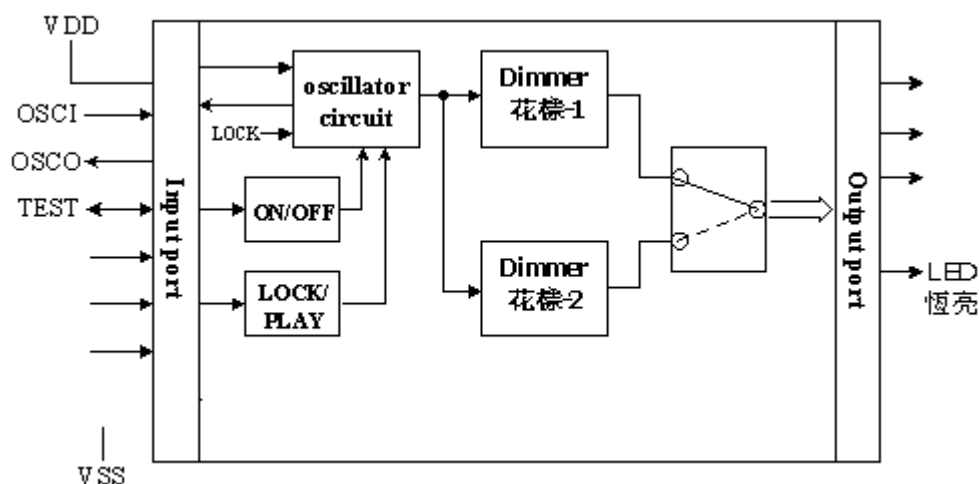 VDD
OSCI
OSCO
TEST
VSS
Input port
oscillator
circuit
LOCK
ON/OFF
LOCK/
PLAY
Dimmer
花樣-1
Dimmer
花樣-2
Output port
LED
恆亮